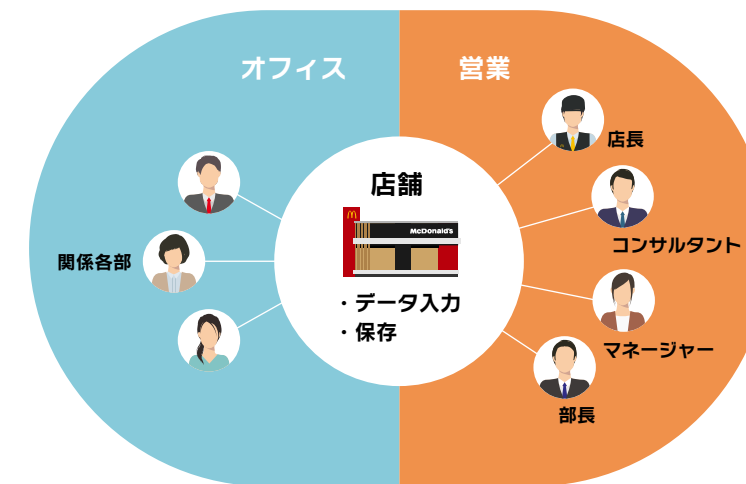 オフィス
営業
店長
店舗
McDonald's
コンサルタント
関係各部
・データ入力
・保存
マネージャー
部長